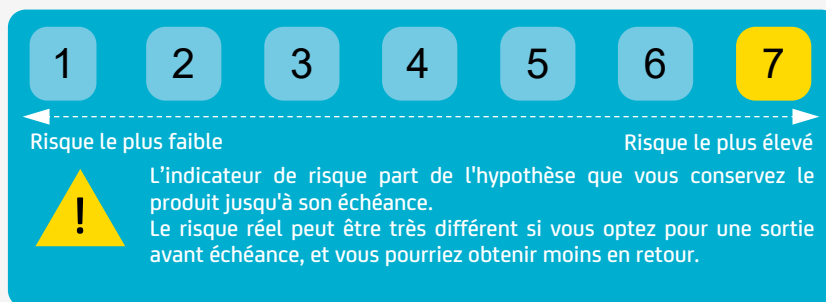 1 2 3 4 5 6 7
Risque le plus faible Risque le plus élevé
!
L’indicateur de risque part de l'hypothèse que vous conservez le
produit jusqu'à son échéance.
Le risque réel peut être très différent si vous optez pour une sortie
avant échéance, et vous pourriez obtenir moins en retour.